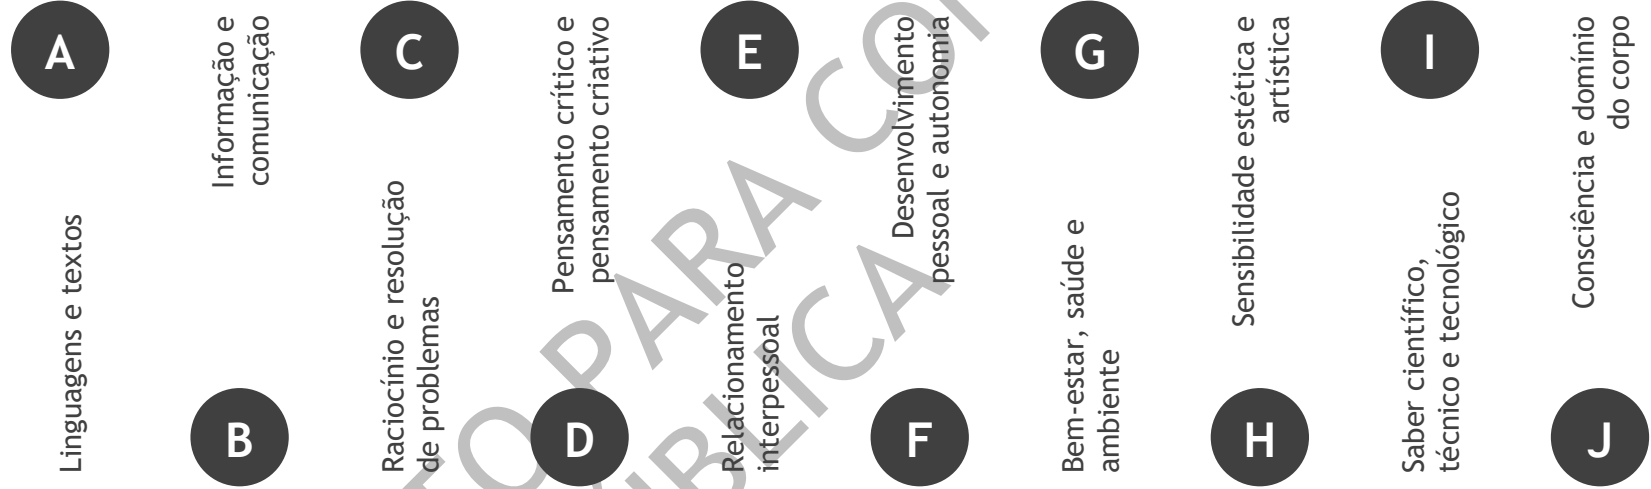 A
Linguagens e textos
B
Informação e
comunicação
C
Raciocínio e resolução
de problemas
D
Pensamento crítico e
pensamento criativo
E
Relacionamento
interpessoal
F
Desenvolvimento
pessoal e autonomia
G
Bem-estar, saúde e
ambiente
H
Sensibilidade estética e
artística
I
Saber científico,
técnico e tecnológico
J
Consciência e domínio
do corpo
PARA